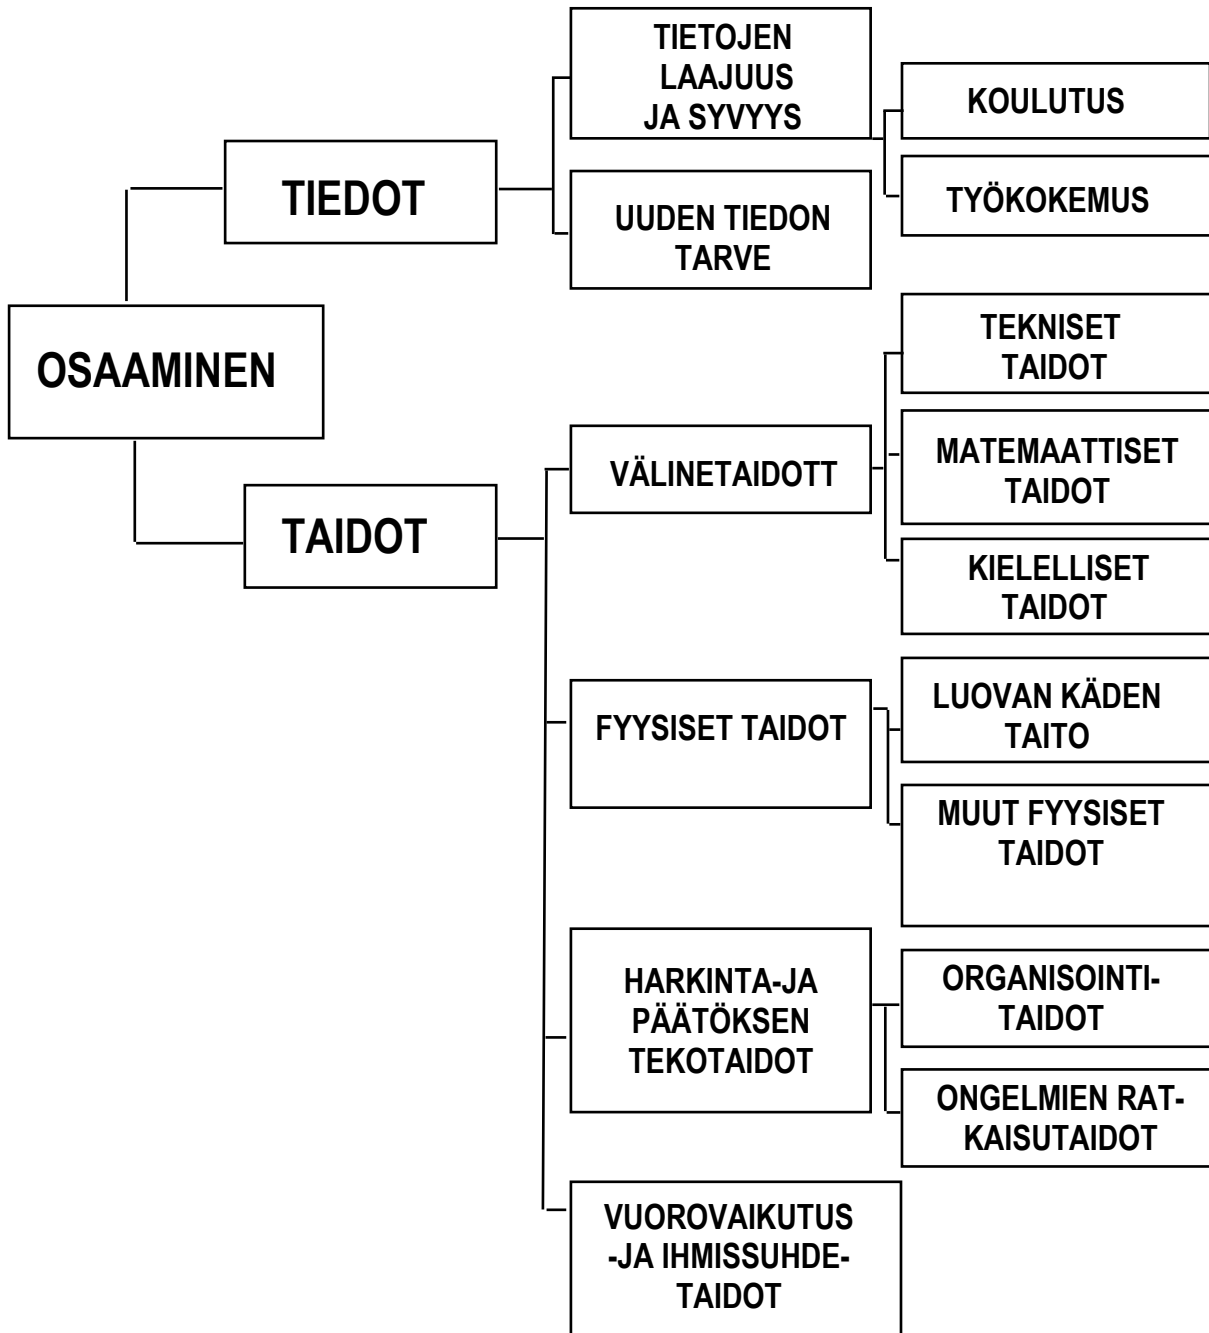 TIETOJEN
LAAJUUS
JA SYVYYS
KOULUTUS
TIEDOT
TYÖKOKEMUS
UUDEN TIEDON
TARVE
OSAAMINEN
TEKNISET
TAIDOT
VÄLINETAIDOTT
MATEMAATTISET
TAIDOT
TAIDOT
KIELELLISET
TAIDOT
FYYSISET TAIDOT
LUOVAN KÄDEN
TAITO
MUUT FYYSISET
TAIDOT
HARKINTA-JA
PÄÄTÖKSEN
TEKOTAIDOT
ORGANISOINTI-
TAIDOT
ONGELMIEN RAT-
KAISUTAIDOT
VUOROVAIKUTUS
-JA IHMISSUHDE-
TAIDOT